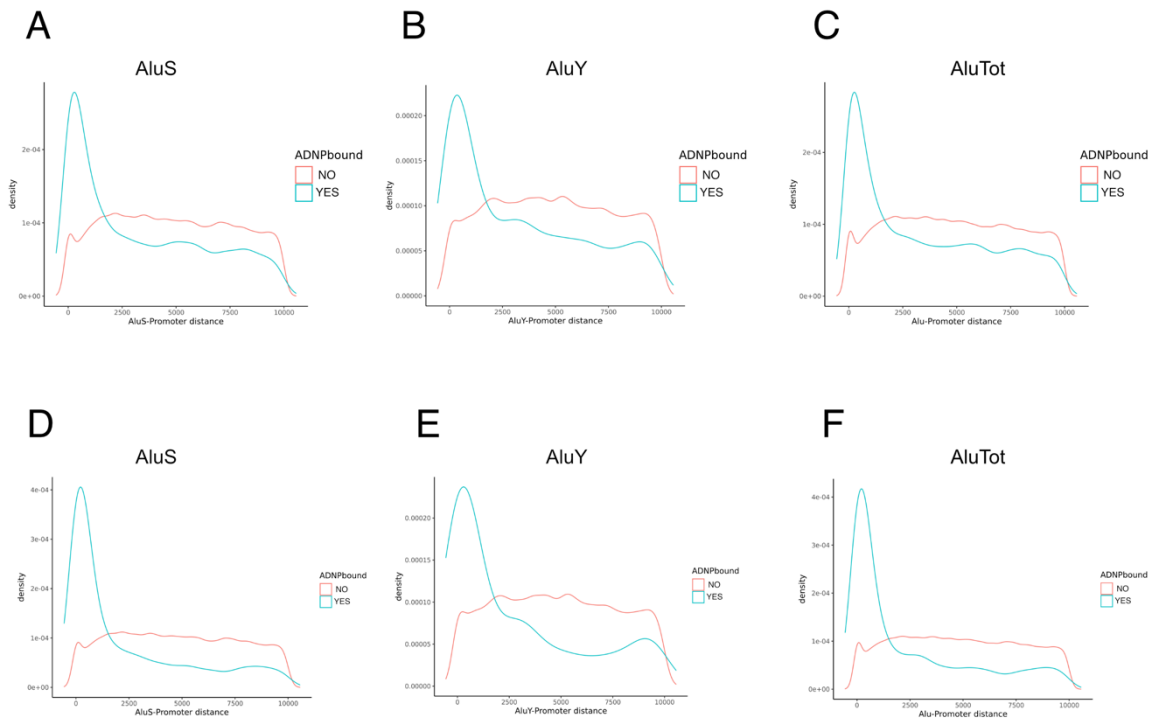 A
AluS
2e-04
1e-04
0e+00
density
0
2500
5000
7500
10000
AluS-Promoter distance
ADNPbound
NO
YES
B
AluY
0.00020
0.00015
0.00010
0.00005
0.00000
density
0
2500
5000
7500
10000
AluY-Promoter distance
ADNPbound
NO
YES
C
AluTot
2e-04
1e-04
0e+00
density
0
2500
5000
7500
10000
Alu-Promoter distance
ADNPbound
NO
YES
D
AluS
4e-04
3e-04
2e-04
1e-04
0e+00
density
0
2500
5000
7500
10000
AluS-Promoter distance
ADNPbound
NO
YES
E
AluY
0.00020
0.00015
0.00010
0.00005
0.00000
density
0
2500
5000
7500
10000
AluY-Promoter distance
ADNPbound
NO
YES
F
AluTot
4e-04
3e-04
2e-04
1e-04
0e+00
density
0
2500
5000
7500
10000
Alu-Promoter distance
ADNPbound
NO
YES